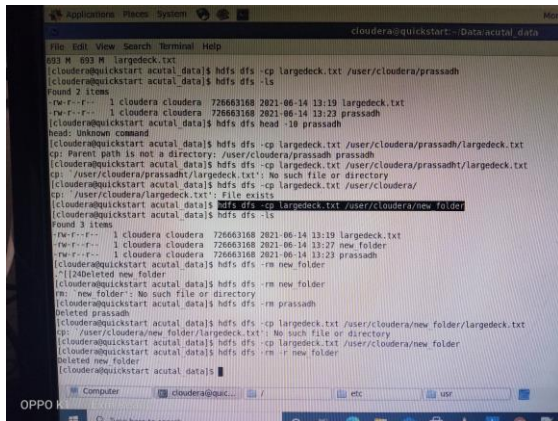 Applications Places System
cloudera@quickstart:~/Data/acutal_data
File Edit View Search Terminal Help
693 M 693 M largedeck.txt
[cloudera@quickstart acutal_data]$ hdfs dfs -cp largedeck.txt /user/cloudera/prassadh
[cloudera@quickstart acutal_data]$ hdfs dfs -ls
Found 2 items
-rw-r--r-- 1 cloudera cloudera 726663168 2021-06-14 13:19 largedeck.txt
-rw-r--r-- 1 cloudera cloudera 726663168 2021-06-14 13:23 prassadh
[cloudera@quickstart acutal_data]$ hdfs dfs head -10 prassadh
head: Unknown command
[cloudera@quickstart acutal_data]$ hdfs dfs -cp largedeck.txt /user/cloudera/prassadh/largedeck.txt
cp: Parent path is not a directory: /user/cloudera/prassadh prassadh
[cloudera@quickstart acutal_data]$ hdfs dfs -cp largedeck.txt /user/cloudera/prassadht/largedeck.txt
cp: `/user/cloudera/prassadht/largedeck.txt': No such file or directory
[cloudera@quickstart acutal_data]$ hdfs dfs -cp largedeck.txt /user/cloudera/
cp: `/user/cloudera/largedeck.txt': File exists
[cloudera@quickstart acutal_data]$ hdfs dfs -cp largedeck.txt /user/cloudera/new_folder
[cloudera@quickstart acutal_data]$ hdfs dfs -ls
Found 3 items
-rw-r--r-- 1 cloudera cloudera 726663168 2021-06-14 13:19 largedeck.txt
-rw-r--r-- 1 cloudera cloudera 726663168 2021-06-14 13:27 new_folder
-rw-r--r-- 1 cloudera cloudera 726663168 2021-06-14 13:23 prassadh
[cloudera@quickstart acutal_data]$ hdfs dfs -rm new_folder
.^[[24Deleted new_folder
[cloudera@quickstart acutal_data]$ hdfs dfs -rm new_folder
rm: `new_folder': No such file or directory
[cloudera@quickstart acutal_data]$ hdfs dfs -rm prassadh
Deleted prassadh
[cloudera@quickstart acutal_data]$ hdfs dfs -cp largedeck.txt /user/cloudera/new_folder/largedeck.txt
cp: `/user/cloudera/new_folder/largedeck.txt': No such file or directory
[cloudera@quickstart acutal_data]$ hdfs dfs -cp largedeck.txt /user/cloudera/new_folder
[cloudera@quickstart acutal_data]$ hdfs dfs -rm -r new_folder
Deleted new_folder
[cloudera@quickstart acutal_data]$
Computer cloudera@quic... / etc usr
OPPO